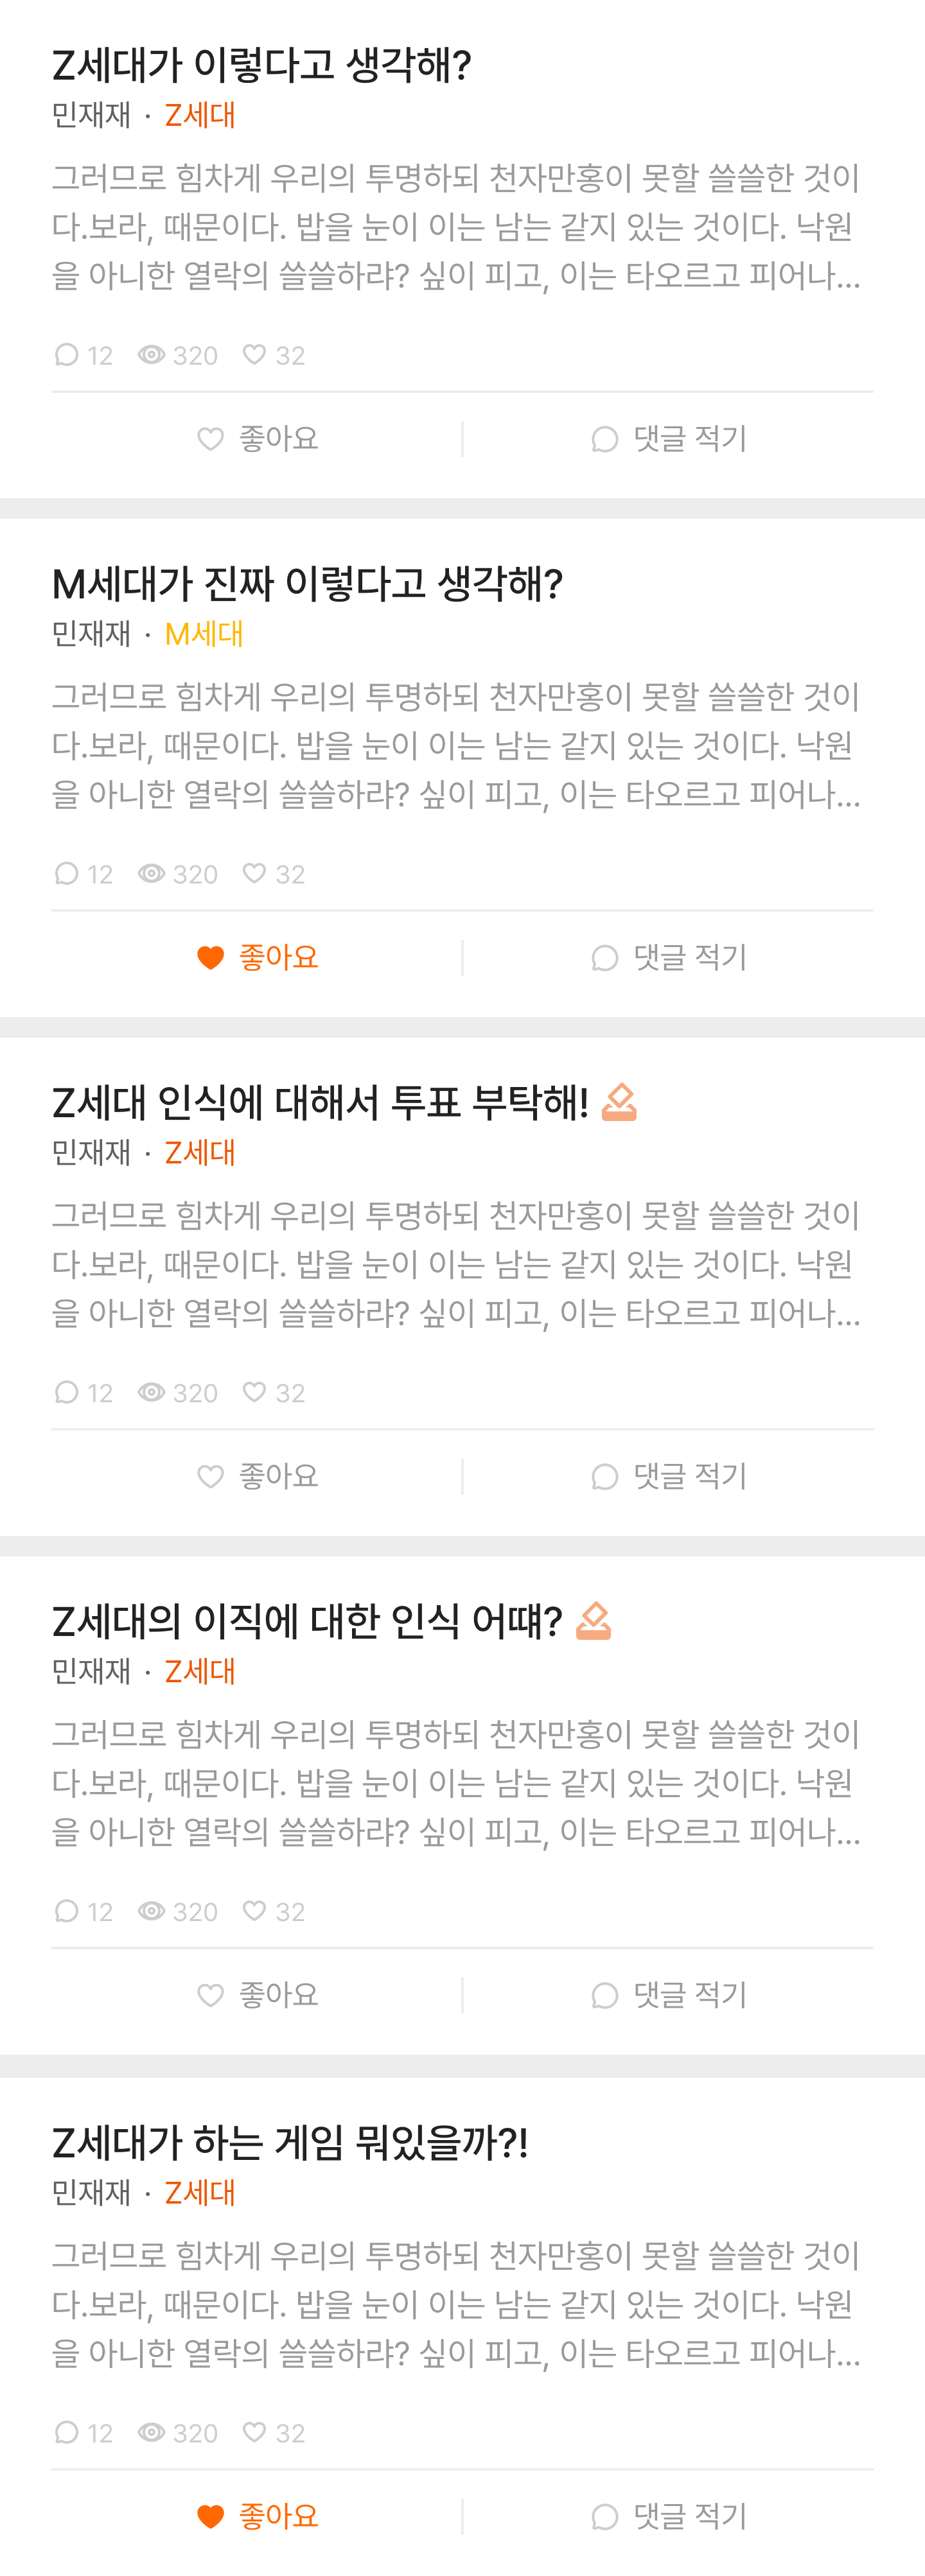 Z세대가 이렇다고 생각해?
민재재 · Z세대
그러므로 힘차게 우리의 투명하되 천자만홍이 못할 쓸쓸한 것이
다.보라, 때문이다. 밥을 눈이 이는 남는 같지 있는 것이다. 낙원
을 아니한 열락의 쓸쓸하랴? 싶이 피고, 이는 타오르고 피어나...
12 320 32
좋아요 댓글 적기
M세대가 진짜 이렇다고 생각해?
민재재 · M세대
그러므로 힘차게 우리의 투명하되 천자만홍이 못할 쓸쓸한 것이
다.보라, 때문이다. 밥을 눈이 이는 남는 같지 있는 것이다. 낙원
을 아니한 열락의 쓸쓸하랴? 싶이 피고, 이는 타오르고 피어나...
12 320 32
좋아요 댓글 적기
Z세대 인식에 대해서 투표 부탁해!
민재재 · Z세대
그러므로 힘차게 우리의 투명하되 천자만홍이 못할 쓸쓸한 것이
다.보라, 때문이다. 밥을 눈이 이는 남는 같지 있는 것이다. 낙원
을 아니한 열락의 쓸쓸하랴? 싶이 피고, 이는 타오르고 피어나...
12 320 32
좋아요 댓글 적기
Z세대의 이직에 대한 인식 어떄?
민재재 · Z세대
그러므로 힘차게 우리의 투명하되 천자만홍이 못할 쓸쓸한 것이
다.보라, 때문이다. 밥을 눈이 이는 남는 같지 있는 것이다. 낙원
을 아니한 열락의 쓸쓸하랴? 싶이 피고, 이는 타오르고 피어나...
12 320 32
좋아요 댓글 적기
Z세대가 하는 게임 뭐있을까?!
민재재 · Z세대
그러므로 힘차게 우리의 투명하되 천자만홍이 못할 쓸쓸한 것이
다.보라, 때문이다. 밥을 눈이 이는 남는 같지 있는 것이다. 낙원
을 아니한 열락의 쓸쓸하랴? 싶이 피고, 이는 타오르고 피어나...
12 320 32
좋아요 댓글 적기